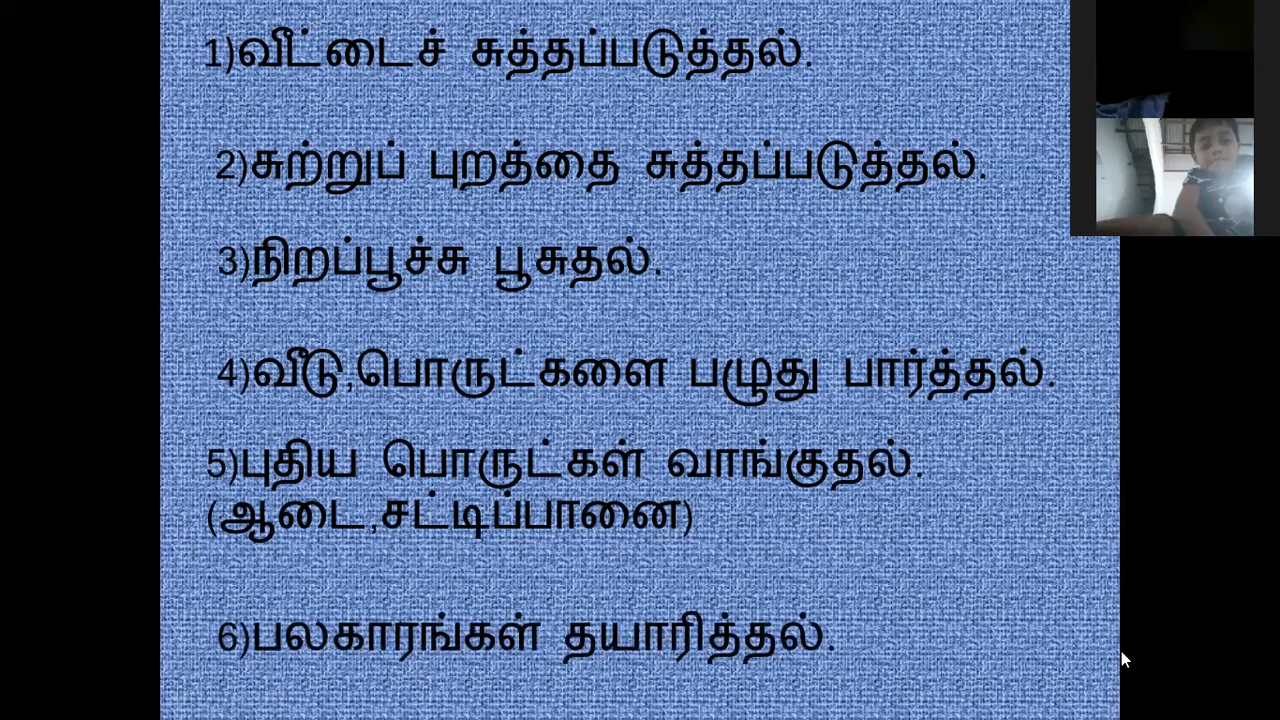 1)வீட்டைச் சுத்தப்படுத்தல்.
2)சுற்றுப் புறத்தை சுத்தப்படுத்தல்.
3)நிறப்பூச்சு பூசுதல்.
4)வீடு,பொருட்களை பழுது பார்த்தல்.
5)புதிய பொருட்கள் வாங்குதல்.
(ஆடை,சட்டிப்பானை)
6)பலகாரங்கள் தயாரித்தல்.